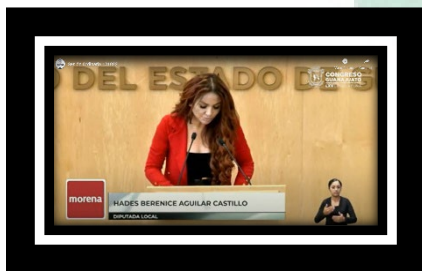 DEL ESTADO DE G
CONGRESO
GUANAJUATO
morena
HADES BERENICE AGUILAR CASTILLO
DIPUTADA LOCAL